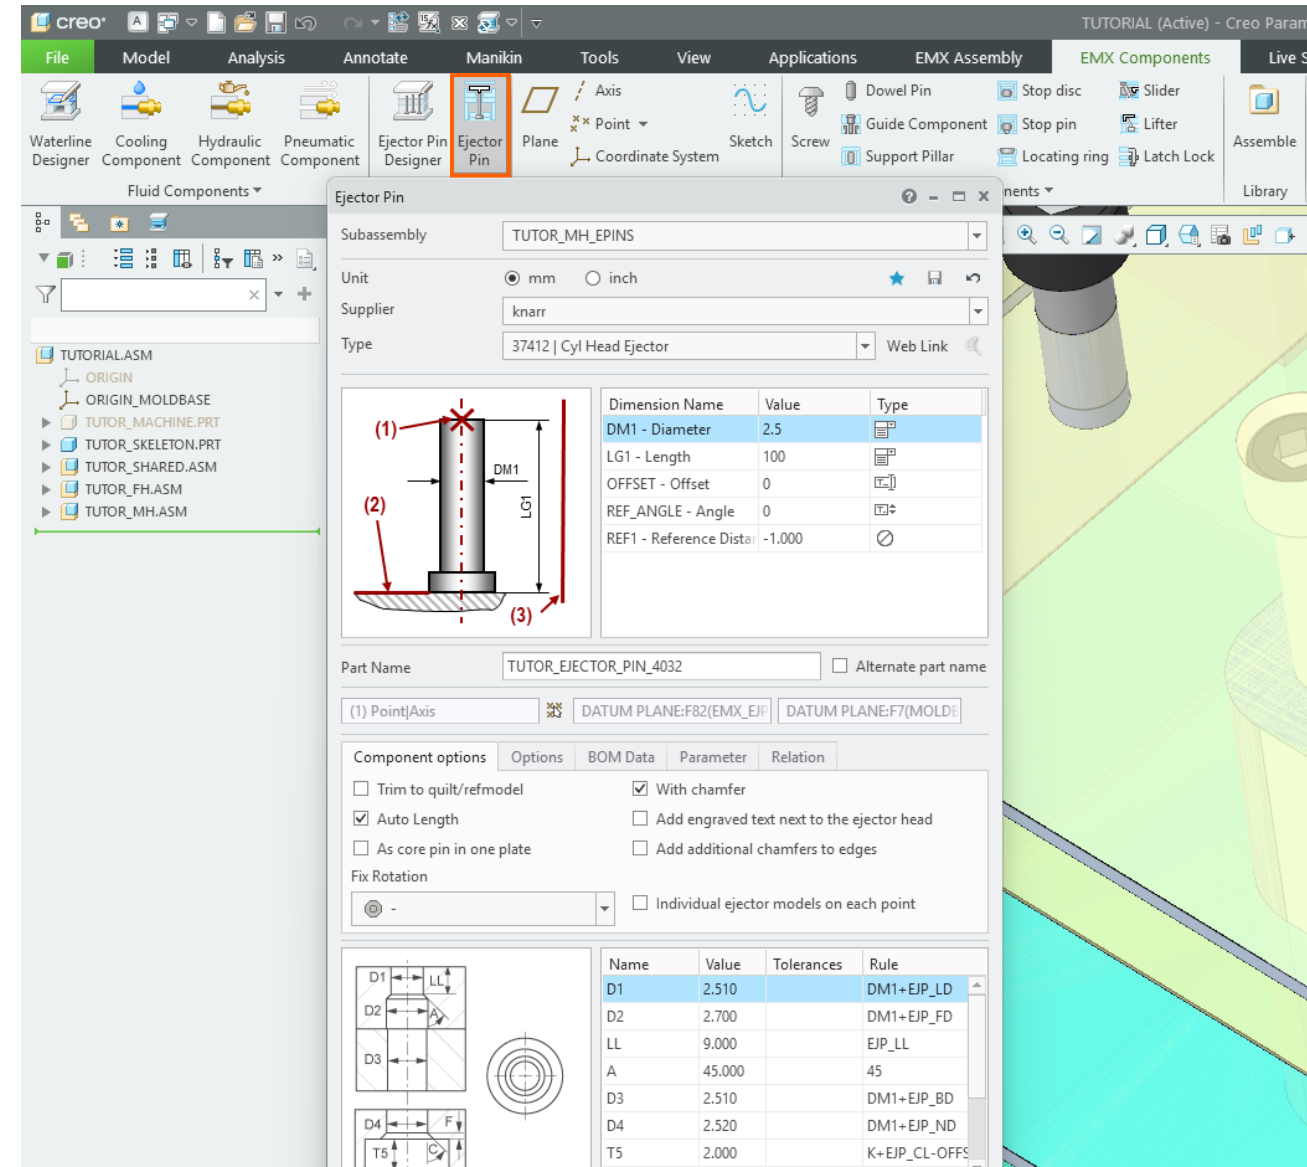 creo°
TUTORIAL (Active) - Creo Param
File Model Analysis Annotate Manikin Tools View Applications EMX Assembly EMX Components Live S
Waterline Designer
Cooling Component
Hydraulic Component
Pneumatic Component
Ejector Pin Designer
Ejector Pin
Plane
Axis
Point
Coordinate System
Sketch
Screw
Dowel Pin
Guide Component
Support Pillar
Stop disc
Stop pin
Locating ring
Slider
Lifter
Latch Lock
Assemble
Fluid Components
nents
Library
TUTORIAL.ASM
ORIGIN
ORIGIN_MOLDBASE
TUTOR_MACHINE.PRT
TUTOR_SKELETON.PRT
TUTOR_SHARED.ASM
TUTOR_FH.ASM
TUTOR_MH.ASM
Ejector Pin
Subassembly TUTOR_MH_EPINS
Unit mm inch
Supplier knarr
Type 37412 | Cyl Head Ejector Web Link
(1)
DM1
LG1
(2)
(3)
Dimension Name Value Type
DM1 - Diameter 2.5
LG1 - Length 100
OFFSET - Offset 0
REF_ANGLE - Angle 0
REF1 - Reference Distar -1.000
Part Name TUTOR_EJECTOR_PIN_4032 Alternate part name
(1) Point|Axis DATUM PLANE:F82(EMX_EJP DATUM PLANE:F7(MOLDB
Component options Options BOM Data Parameter Relation
Trim to quilt/refmodel With chamfer
Auto Length Add engraved text next to the ejector head
As core pin in one plate Add additional chamfers to edges
Fix Rotation
- Individual ejector models on each point
D1 LL
D2 A
D3
D4 F
T5 C
Name Value Tolerances Rule
D1 2.510 DM1+EJP_LD
D2 2.700 DM1+EJP_FD
LL 9.000 EJP_LL
A 45.000 45
D3 2.510 DM1+EJP_BD
D4 2.520 DM1+EJP_ND
T5 2.000 K+EJP_CL-OFFS